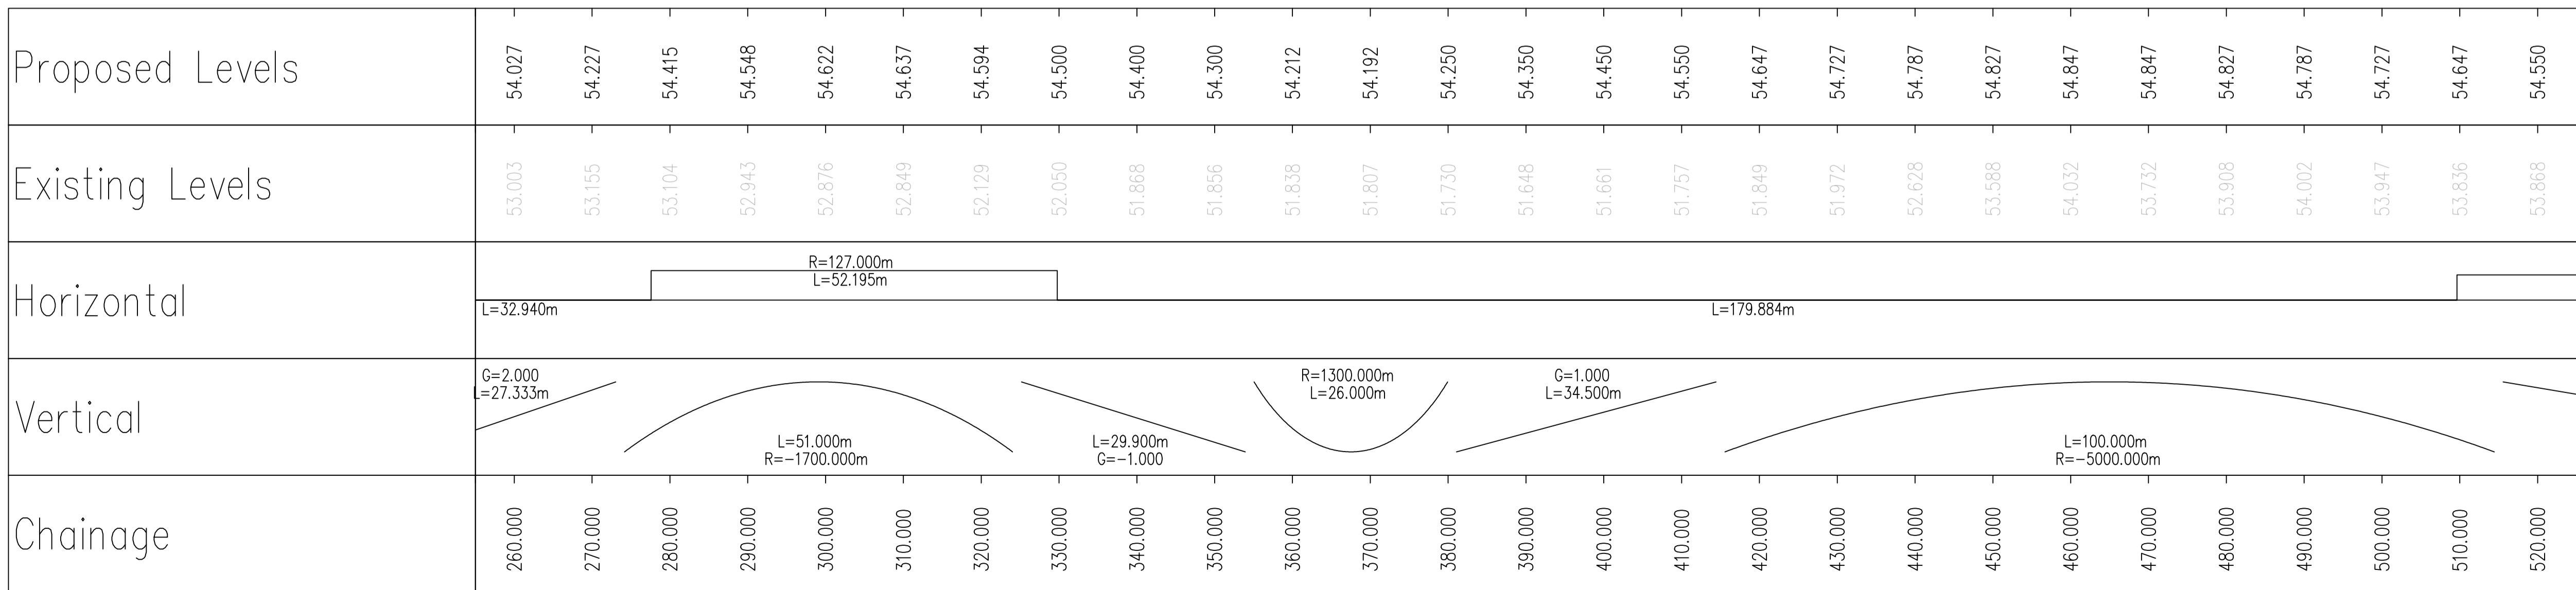 Proposed Levels
54.027 54.227 54.415 54.548 54.622 54.637 54.594 54.500 54.400 54.300 54.212 54.192 54.250 54.350 54.450 54.550 54.647 54.727 54.787 54.827 54.847 54.847 54.827 54.787 54.727 54.647 54.550
Existing Levels
53.003 53.155 53.104 52.943 52.876 52.849 52.129 52.050 51.868 51.856 51.838 51.807 51.730 51.648 51.661 51.757 51.849 51.972 52.628 53.588 54.032 53.732 53.908 54.002 53.947 53.836 53.868
Horizontal
L=32.940m
R=127.000m
L=52.195m
L=179.884m
Vertical
G=2.000
L=27.333m
L=51.000m
R=-1700.000m
L=29.900m
G=-1.000
R=1300.000m
L=26.000m
G=1.000
L=34.500m
L=100.000m
R=-5000.000m
Chainage
260.000 270.000 280.000 290.000 300.000 310.000 320.000 330.000 340.000 350.000 360.000 370.000 380.000 390.000 400.000 410.000 420.000 430.000 440.000 450.000 460.000 470.000 480.000 490.000 500.000 510.000 520.000